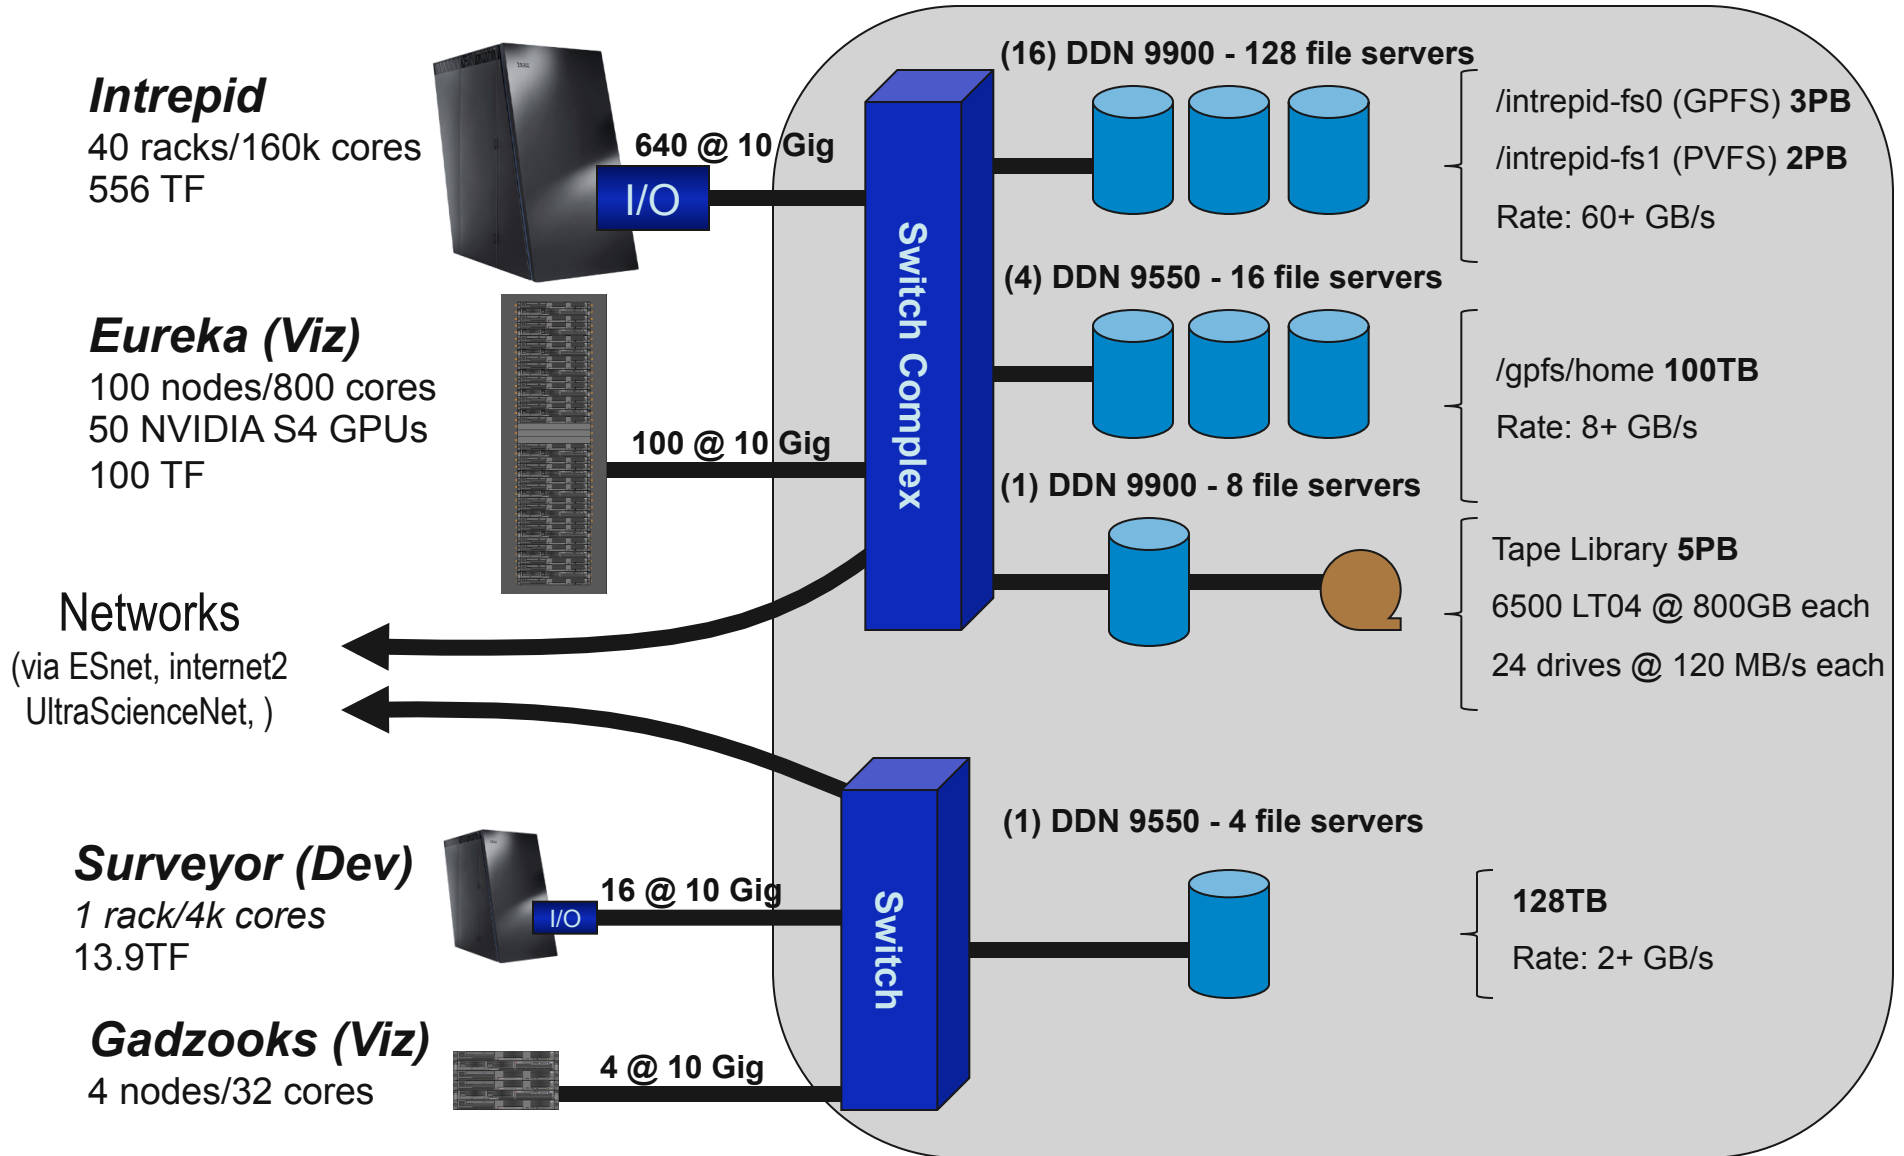 Intrepid
40 racks/160k cores
556 TF
640 @ 10 Gig
I/O
Eureka (Viz)
100 nodes/800 cores
50 NVIDIA S4 GPUs
100 TF
100 @ 10 Gig
Switch Complex
(16) DDN 9900 - 128 file servers
/intrepid-fs0 (GPFS) 3PB
/intrepid-fs1 (PVFS) 2PB
Rate: 60+ GB/s
(4) DDN 9550 - 16 file servers
/gpfs/home 100TB
Rate: 8+ GB/s
(1) DDN 9900 - 8 file servers
Tape Library 5PB
6500 LT04 @ 800GB each
24 drives @ 120 MB/s each
Networks
(via ESnet, internet2
UltraScienceNet, )
Surveyor (Dev)
1 rack/4k cores
13.9TF
16 @ 10 Gig
I/O
Gadzooks (Viz)
4 nodes/32 cores
4 @ 10 Gig
Switch
(1) DDN 9550 - 4 file servers
128TB
Rate: 2+ GB/s